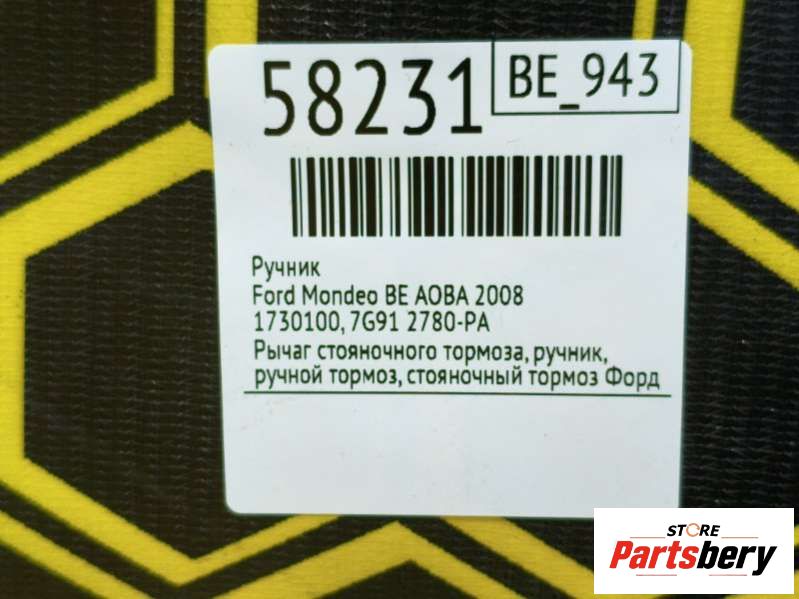 58231
BE_943
Ручник
Ford Mondeo BE AOBA 2008
1730100, 7G91 2780-PA
Рычаг стояночного тормоза, ручник,
ручной тормоз, стояночный тормоз Форд
STORE
Partsbery